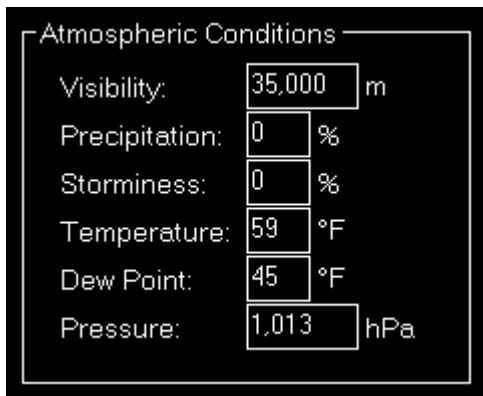 Atmospheric Conditions
Visibility: 35,000 m
Precipitation: 0 %
Storminess: 0 %
Temperature: 59 °F
Dew Point: 45 °F
Pressure: 1,013 hPa